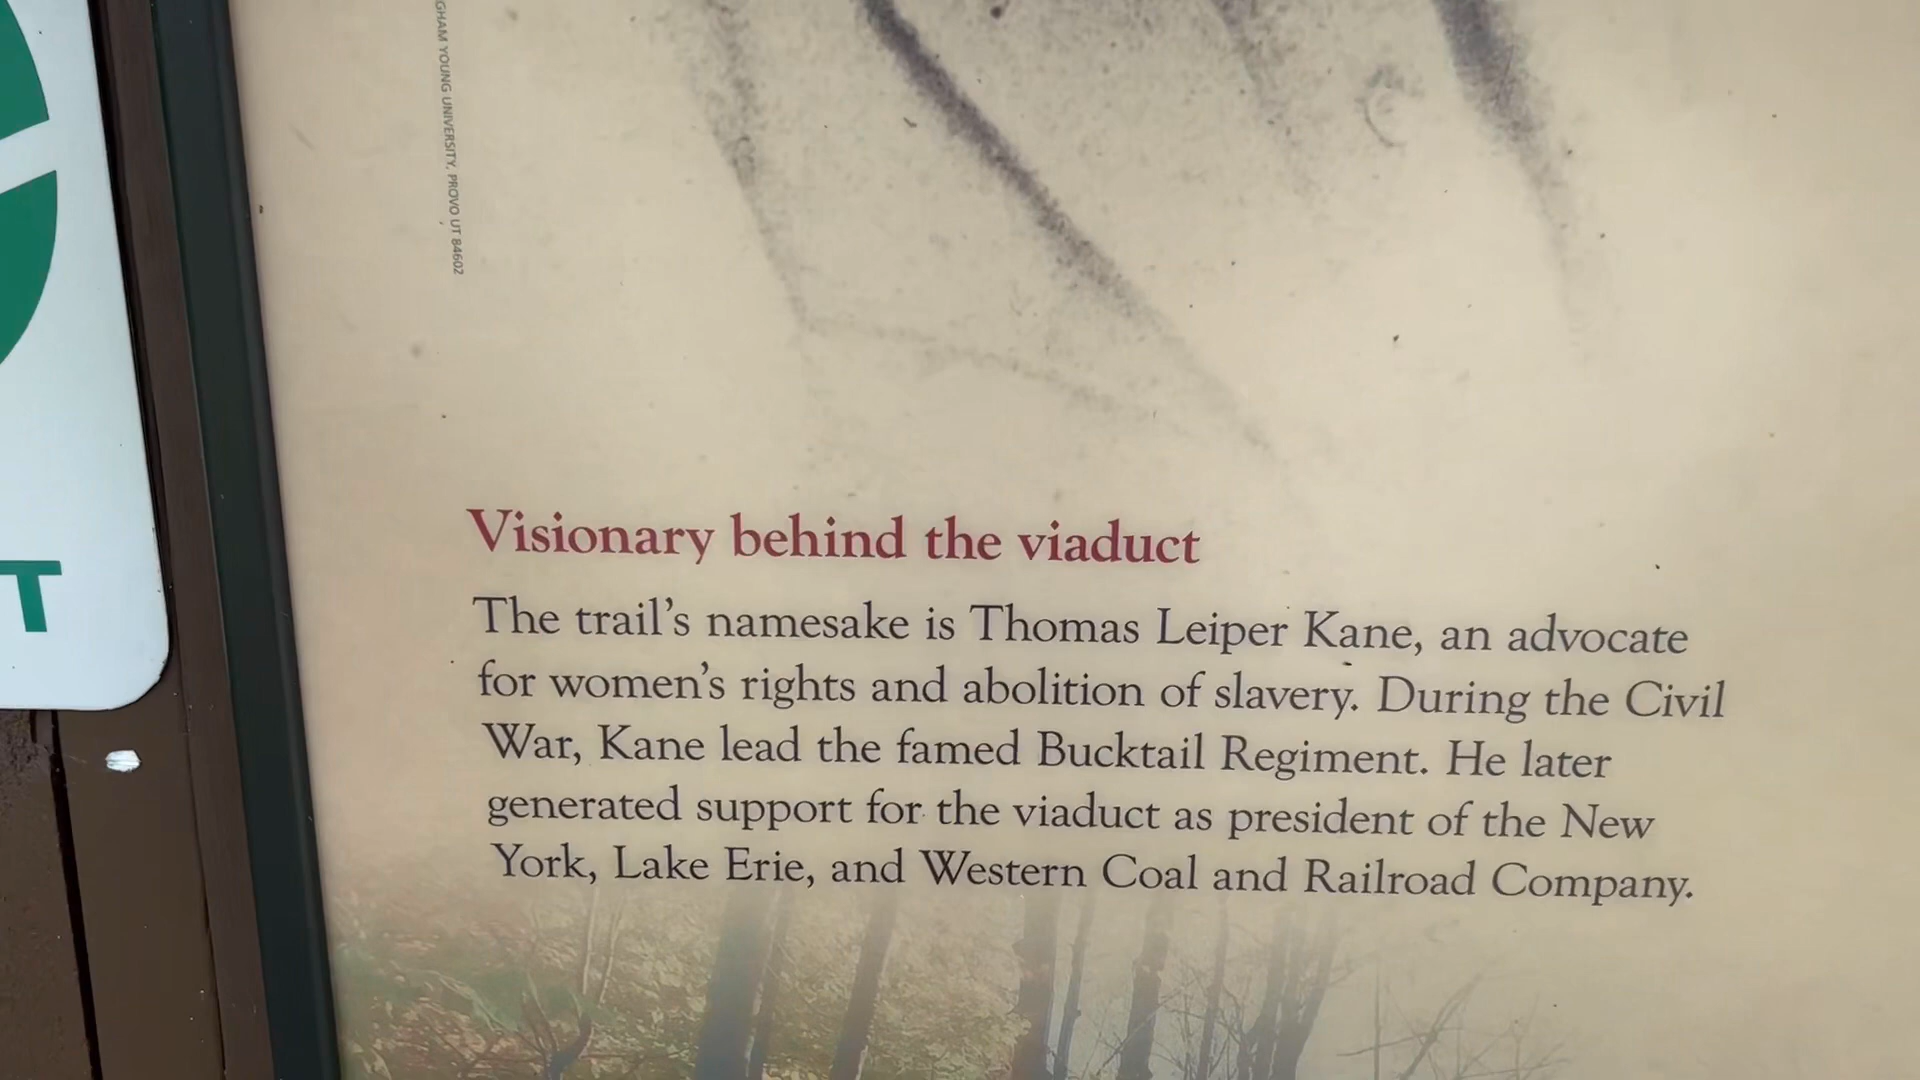 GHAM YOUNG UNIVERSITY, PROVO UT 84602
T
Visionary behind the viaduct
The trail's namesake is Thomas Leiper Kane, an advocate
for women's rights and abolition of slavery. During the Civil
War, Kane lead the famed Bucktail Regiment. He later
generated support for the viaduct as president of the New
York, Lake Erie, and Western Coal and Railroad Company.